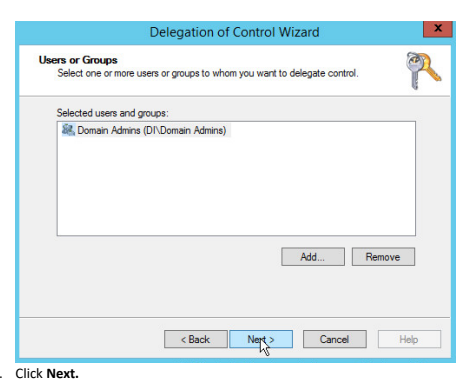 Delegation of Control Wizard
x
Users or Groups
Select one or more users or groups to whom you want to delegate control.
Selected users and groups:
Domain Admins (DI\Domain Admins)
Add... Remove
< Back Next > Cancel Help
. Click Next.